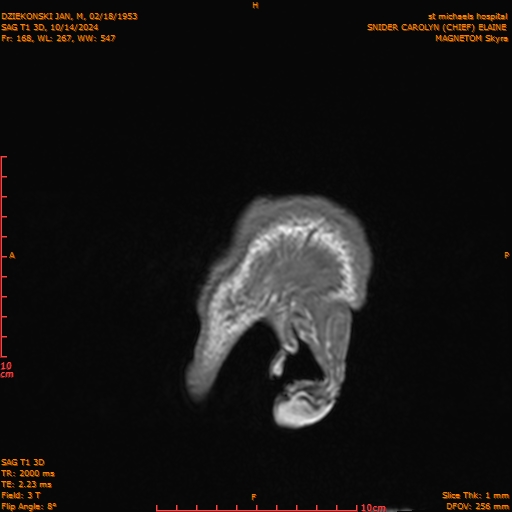 H
DZIEKONSKI JAN, M, 02/18/1953
SAG T1 3D, 10/14/2024
Fr: 168, WL: 267, WW: 547
st michaels hospital
SNIDER CAROLYN (CHIEF) ELAINE
MAGNETOM Skyra
A
P
10
cm
SAG T1 3D
TR: 2000 ms
TE: 2.23 ms
Field: 3 T
Flip Angle: 8°
F
10cm
Slice Thk: 1 mm
DFOV: 256 mm